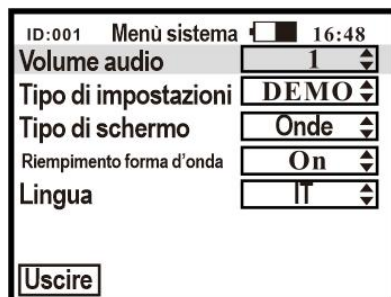 ID:001 Menù sistema 16:48
Volume audio 1
Tipo di impostazioni DEMO
Tipo di schermo Onde
Riempimento forma d'onda On
Lingua IT
Uscire